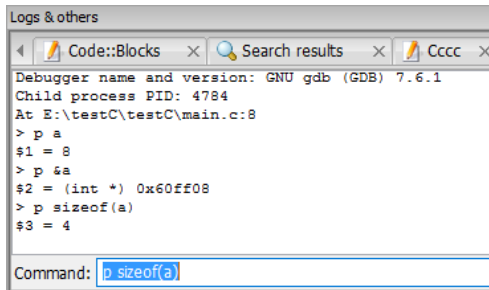 Logs & others
Code::Blocks Search results Cccc
Debugger name and version: GNU gdb (GDB) 7.6.1
Child process PID: 4784
At E:\testC\testC\main.c:8
> p a
$1 = 8
> p &a
$2 = (int *) 0x60ff08
> p sizeof(a)
$3 = 4
Command: p sizeof(a)